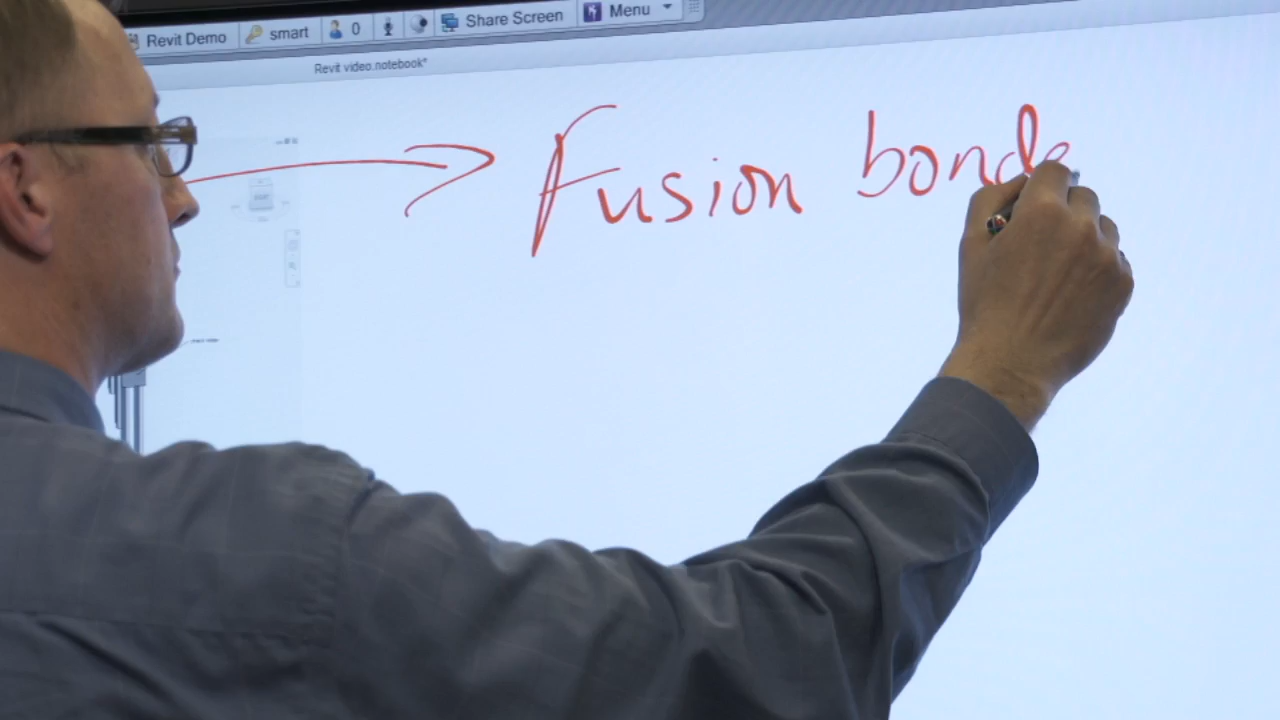 Revit Demo smart 0 Share Screen Menu
Revit video.notebook*
Fusion bonde